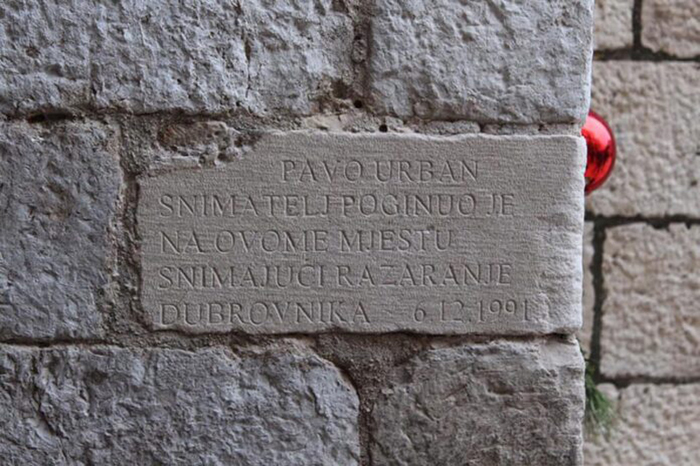 PAVO URBAN
SNIMATELJ POGINUO JE
NA OVOME MJESTU
SNIMAJUĆI RAZARANJE
DUBROVNIKA 6.12.1991.